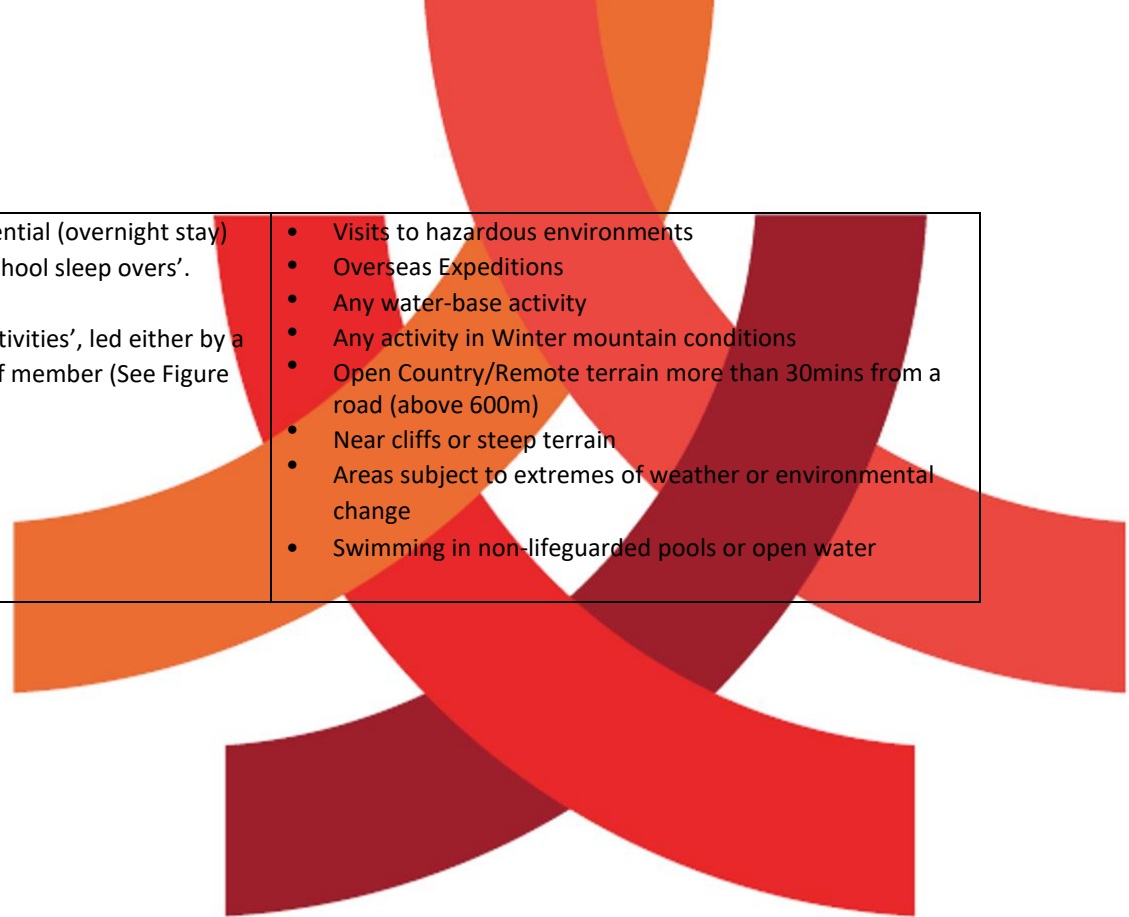 ential (overnight stay)
hool sleep overs’.
tivities’, led either by a
f member (See Figure
• Visits to hazardous environments
• Overseas Expeditions
• Any water-base activity
• Any activity in Winter mountain conditions
• Open Country/Remote terrain more than 30mins from a
road (above 600m)
• Near cliffs or steep terrain
• Areas subject to extremes of weather or environmental
change
• Swimming in non-lifeguarded pools or open water